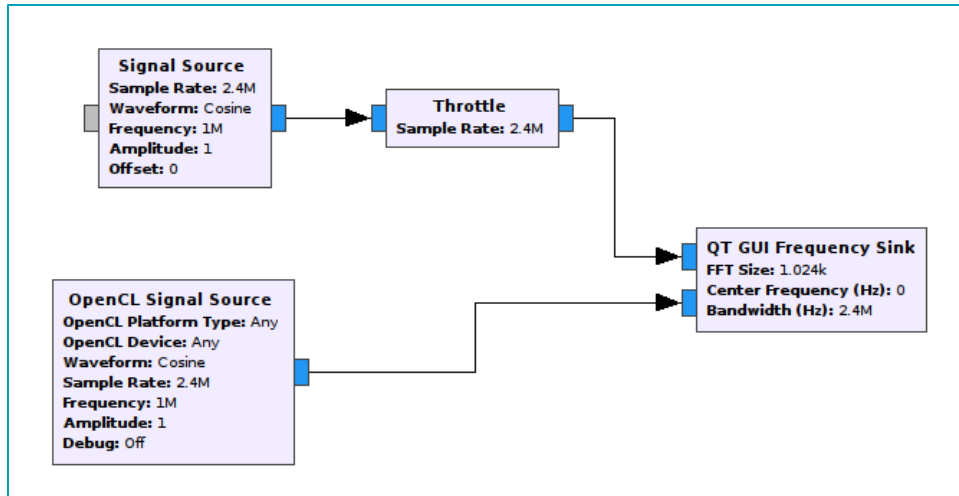 Signal Source
Sample Rate: 2.4M
Waveform: Cosine
Frequency: 1M
Amplitude: 1
Offset: 0
Throttle
Sample Rate: 2.4M
QT GUI Frequency Sink
FFT Size: 1.024k
Center Frequency (Hz): 0
Bandwidth (Hz): 2.4M
OpenCL Signal Source
OpenCL Platform Type: Any
OpenCL Device: Any
Waveform: Cosine
Sample Rate: 2.4M
Frequency: 1M
Amplitude: 1
Debug: Off